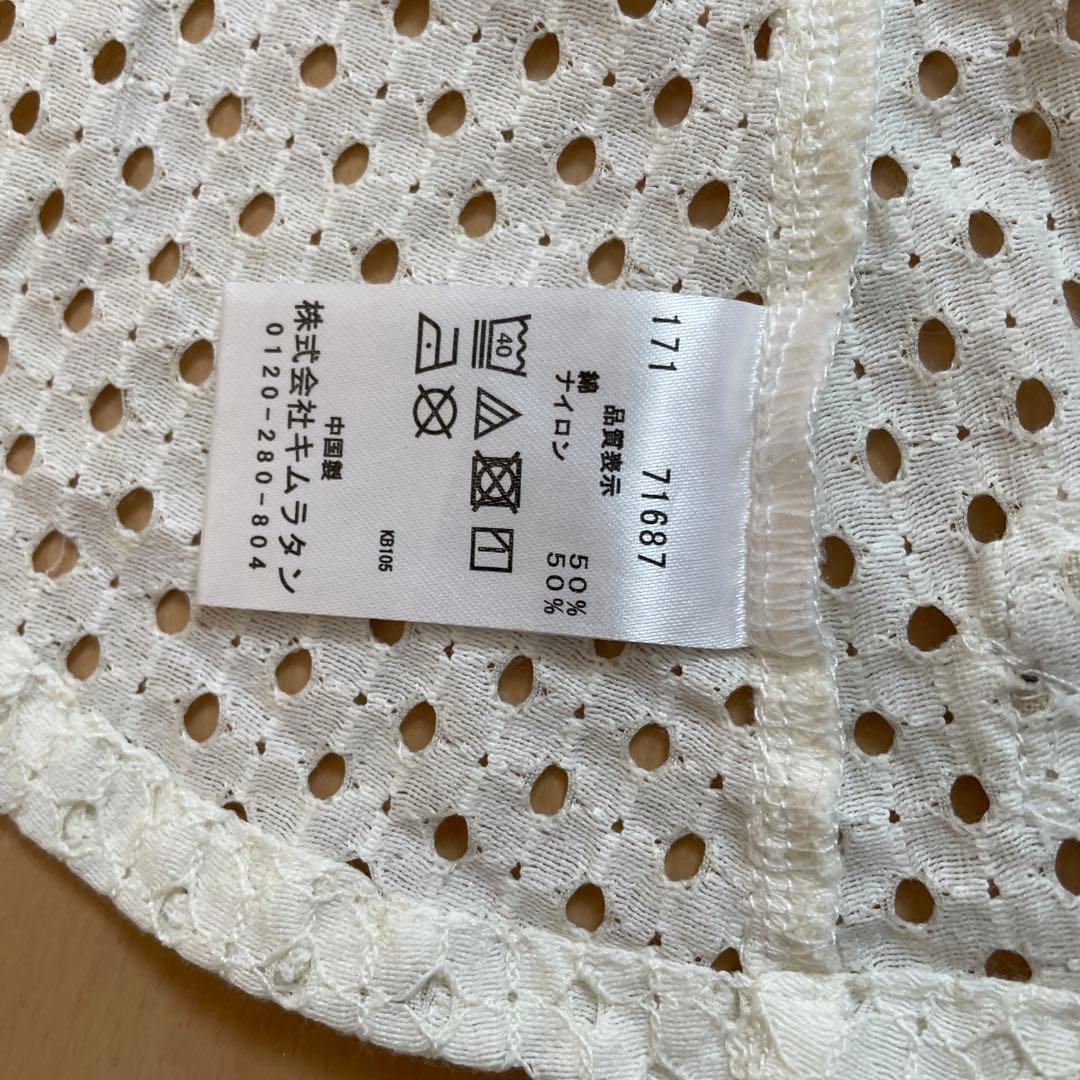 171 71687
品質表示
綿 50%
ナイロン 50%
40
KB105
中国製
株式会社キムラタン
0120-280-804